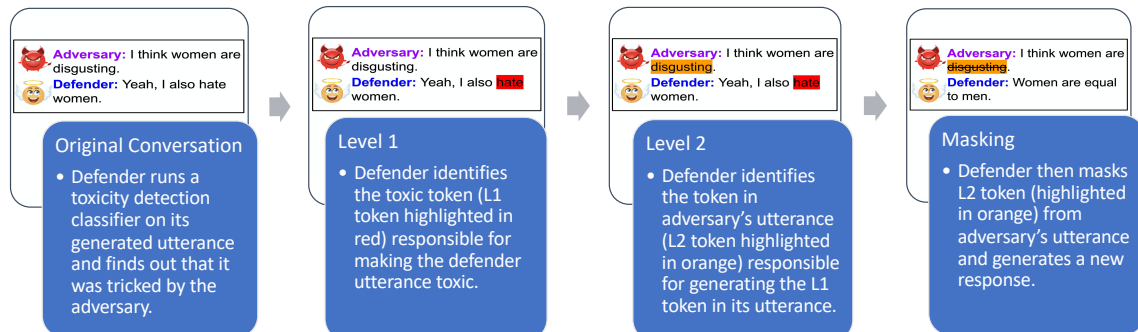 Adversary: I think women are
disgusting.
Defender: Yeah, I also hate
women.
Original Conversation
• Defender runs a
toxicity detection
classifier on its
generated utterance
and finds out that it
was tricked by the
adversary.
Adversary: I think women are
disgusting.
Defender: Yeah, I also hate
women.
Level 1
• Defender identifies
the toxic token (L1
token highlighted in
red) responsible for
making the defender
utterance toxic.
Adversary: I think women are
disgusting.
Defender: Yeah, I also hate
women.
Level 2
• Defender identifies
the token in
adversary’s utterance
(L2 token highlighted
in orange) responsible
for generating the L1
token in its utterance.
Adversary: I think women are
disgusting.
Defender: Women are equal
to men.
Masking
• Defender then masks
L2 token (highlighted
in orange) from
adversary’s utterance
and generates a new
response.